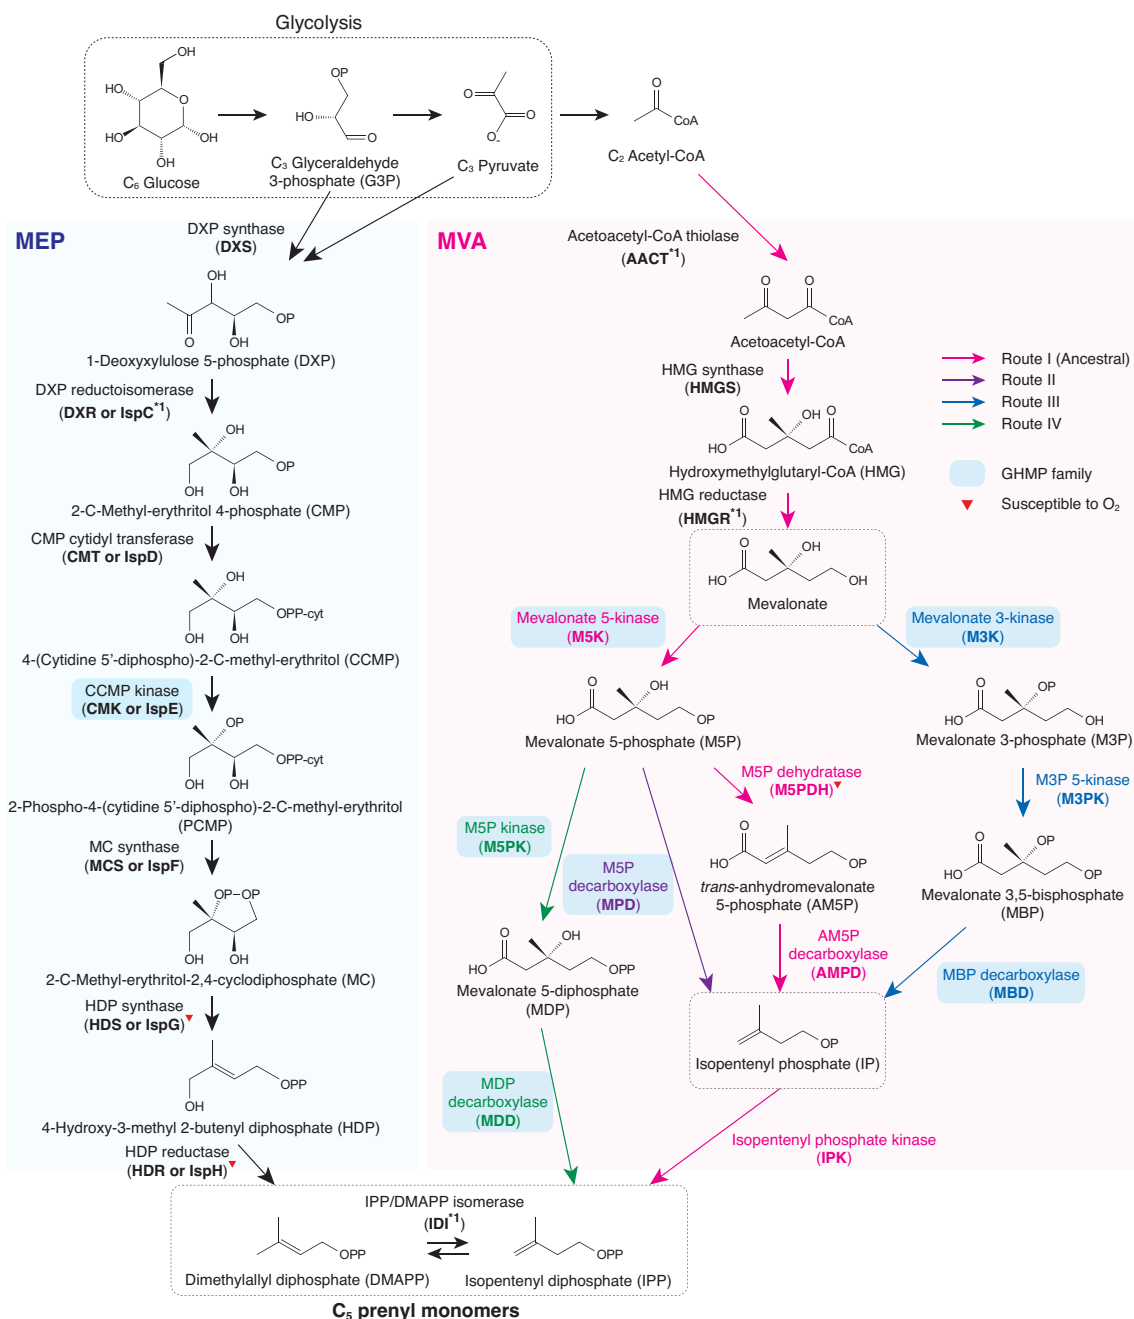 Glycolysis
OH
O
HO
HO
OH
OH
C6 Glucose
OP
HO
O
C3 Glyceraldehyde
3-phosphate (G3P)
O
O
O-
C3 Pyruvate
O
CoA
C2 Acetyl-CoA
MEP
DXP synthase
(DXS)
OH
OP
O
OH
1-Deoxyxylulose 5-phosphate (DXP)
DXP reductoisomerase
(DXR or IspC*1)
OH
OP
OH
OH
2-C-Methyl-erythritol 4-phosphate (CMP)
CMP cytidyl transferase
(CMT or IspD)
OH
OPP-cyt
OH
OH
4-(Cytidine 5'-diphospho)-2-C-methyl-erythritol (CCMP)
CCMP kinase
(CMK or IspE)
OP
OPP-cyt
OH
OH
2-Phospho-4-(cytidine 5'-diphospho)-2-C-methyl-erythritol
(PCMP)
MC synthase
(MCS or IspF)
OP-OP
OH
OH
2-C-Methyl-erythritol-2,4-cyclodiphosphate (MC)
HDP synthase
(HDS or IspG)
OPP
OH
4-Hydroxy-3-methyl 2-butenyl diphosphate (HDP)
HDP reductase
(HDR or IspH)
MVA
Acetoacetyl-CoA thiolase
(AACT*1)
O
O
CoA
Acetoacetyl-CoA
HMG synthase
(HMGS)
O
OH
O
HO
CoA
Hydroxymethylglutaryl-CoA (HMG)
HMG reductase
(HMGR*1)
O
OH
HO
OH
Mevalonate
Route I (Ancestral)
Route II
Route III
Route IV
GHMP family
Susceptible to O2
Mevalonate 5-kinase
(M5K)
Mevalonate 3-kinase
(M3K)
O
OH
HO
OP
Mevalonate 5-phosphate (M5P)
O
OP
HO
OH
Mevalonate 3-phosphate (M3P)
M5P dehydratase
(M5PDH)
M3P 5-kinase
(M3PK)
M5P kinase
(M5PK)
M5P
decarboxylase
(MPD)
O
HO
OP
trans-anhydromevalonate
5-phosphate (AM5P)
O
OP
HO
OP
Mevalonate 3,5-bisphosphate
(MBP)
O
OH
HO
OPP
Mevalonate 5-diphosphate
(MDP)
AM5P
decarboxylase
(AMPD)
MBP decarboxylase
(MBD)
OP
Isopentenyl phosphate (IP)
MDP
decarboxylase
(MDD)
Isopentenyl phosphate kinase
(IPK)
IPP/DMAPP isomerase
(IDI*1)
OPP
Dimethylallyl diphosphate (DMAPP)
OPP
Isopentenyl diphosphate (IPP)
C5 prenyl monomers